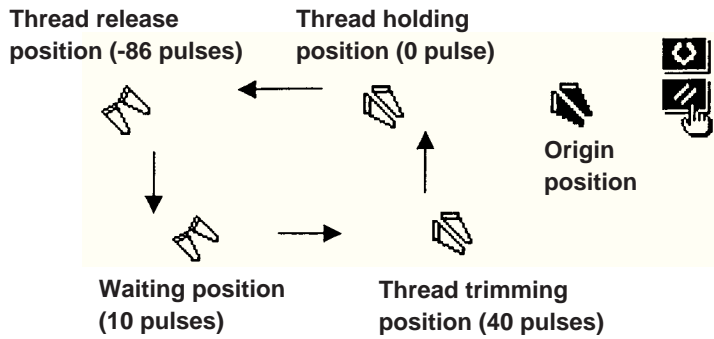 Thread release
position (-86 pulses)
Thread holding
position (0 pulse)
Origin
position
Waiting position
(10 pulses)
Thread trimming
position (40 pulses)